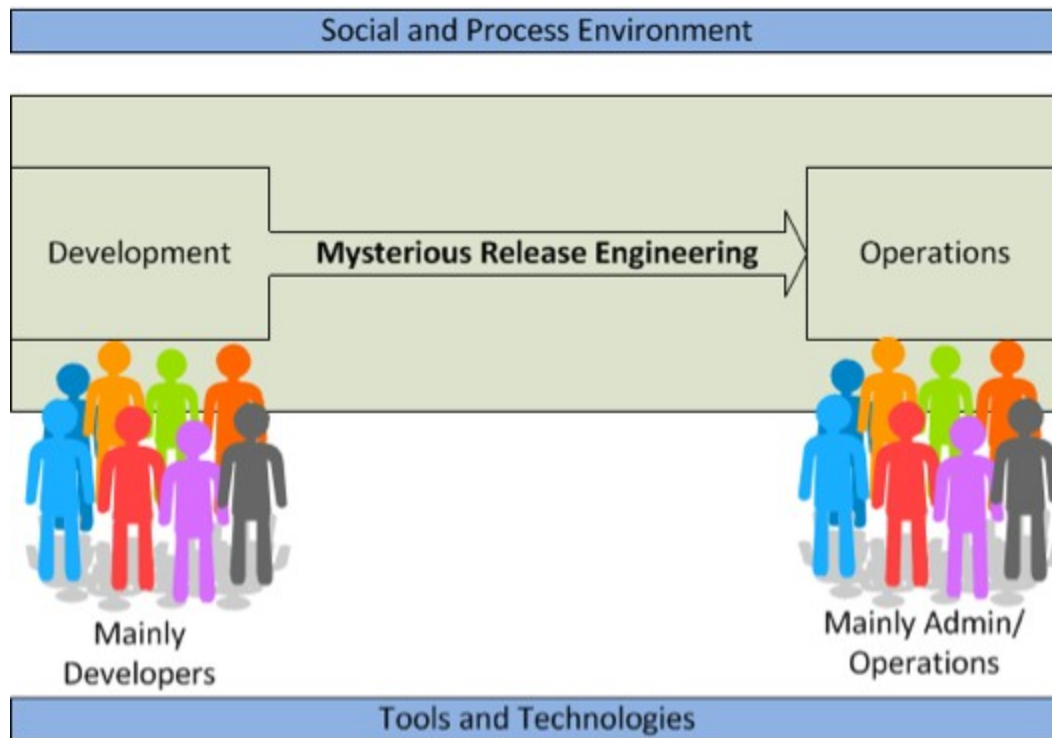 Social and Process Environment
Development
Mysterious Release Engineering
Operations
Mainly
Developers
Mainly Admin/
Operations
Tools and Technologies